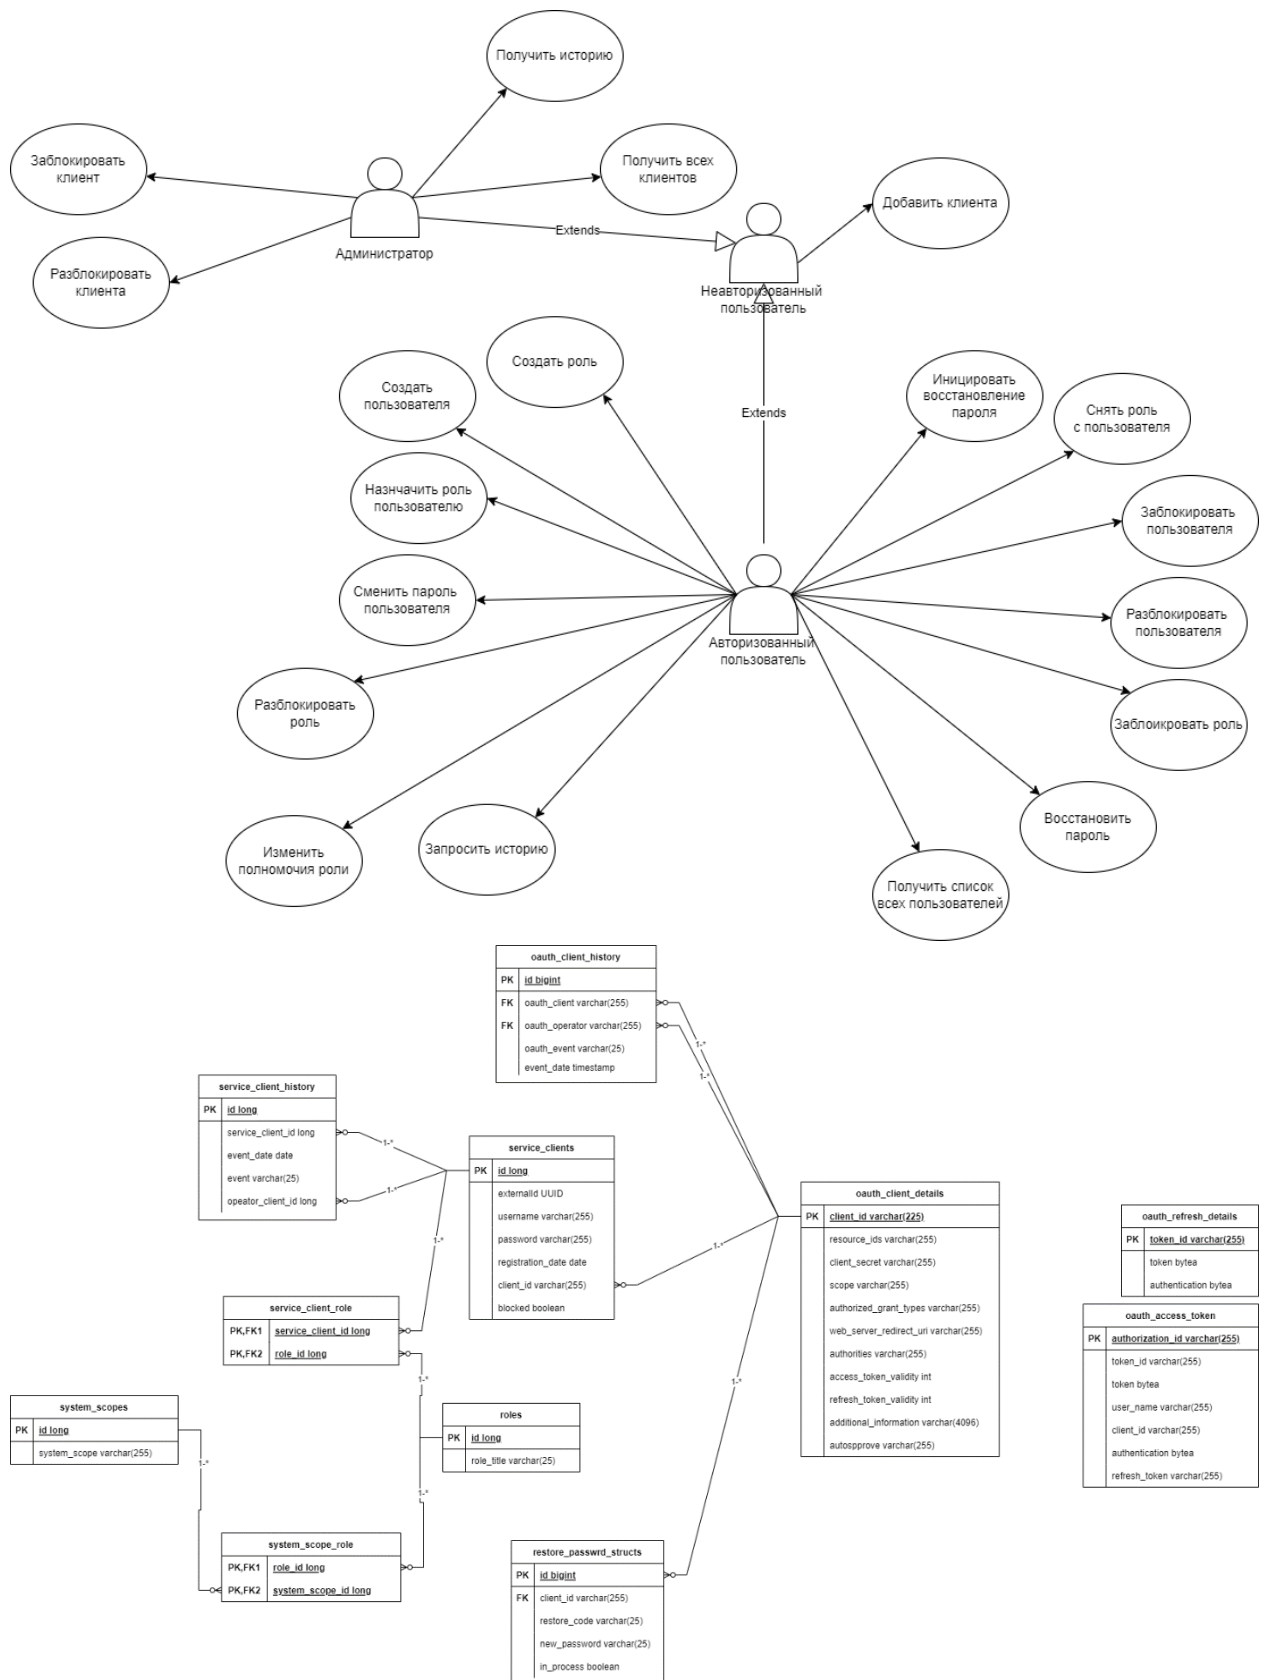 Получить историю
Заблокировать
клиент
Получить всех
клиентов
Добавить клиента
Администратор
Extends
Разблокировать
клиента
Неавторизованный
пользователь
Создать роль
Создать
пользователя
Иницировать
восстановление
пароля
Снять роль
с пользователя
Extends
Назнчачить роль
пользователю
Заблокировать
пользователя
Сменить пароль
пользователя
Разблокировать
пользователя
Авторизованный
пользователь
Разблокировать
роль
Заблоикровать роль
Изменить
полномочия роли
Запросить историю
Восстановить
пароль
Получить список
всех пользователей
oauth_client_history
PK id bigint
FK oauth_client varchar(255)
FK oauth_operator varchar(255)
oauth_event varchar(25)
event_date timestamp
1-*
1-*
service_client_history
PK id long
service_client_id long
event_date date
event varchar(25)
opeator_client_id long
1-*
1-*
1-*
service_clients
PK id long
externalId UUID
username varchar(255)
password varchar(255)
registration_date date
client_id varchar(255)
blocked boolean
1-*
oauth_client_details
PK client_id varchar(225)
resource_ids varchar(255)
client_secret varchar(255)
scope varchar(255)
authorized_grant_types varchar(255)
web_server_redirect_uri varchar(255)
authorities varchar(255)
access_token_validity int
refresh_token_validity int
additional_information varchar(4096)
autospprove varchar(255)
oauth_refresh_details
PK token_id varchar(255)
token bytea
authentication bytea
oauth_access_token
PK authorization_id varchar(255)
token_id varchar(255)
token bytea
user_name varchar(255)
client_id varchar(255)
authentication bytea
refresh_token varchar(255)
service_client_role
PK,FK1 service_client_id long
PK,FK2 role_id long
1-*
1-*
system_scopes
PK id long
system_scope varchar(255)
1-*
roles
PK id long
role_title varchar(25)
1-*
system_scope_role
PK,FK1 role_id long
PK,FK2 system_scope_id long
restore_passwrd_structs
PK id bigint
FK client_id varchar(255)
restore_code varchar(25)
new_password varchar(25)
in_process boolean